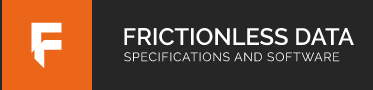 FRICTIONLESS DATA
SPECIFICATIONS AND SOFTWARE